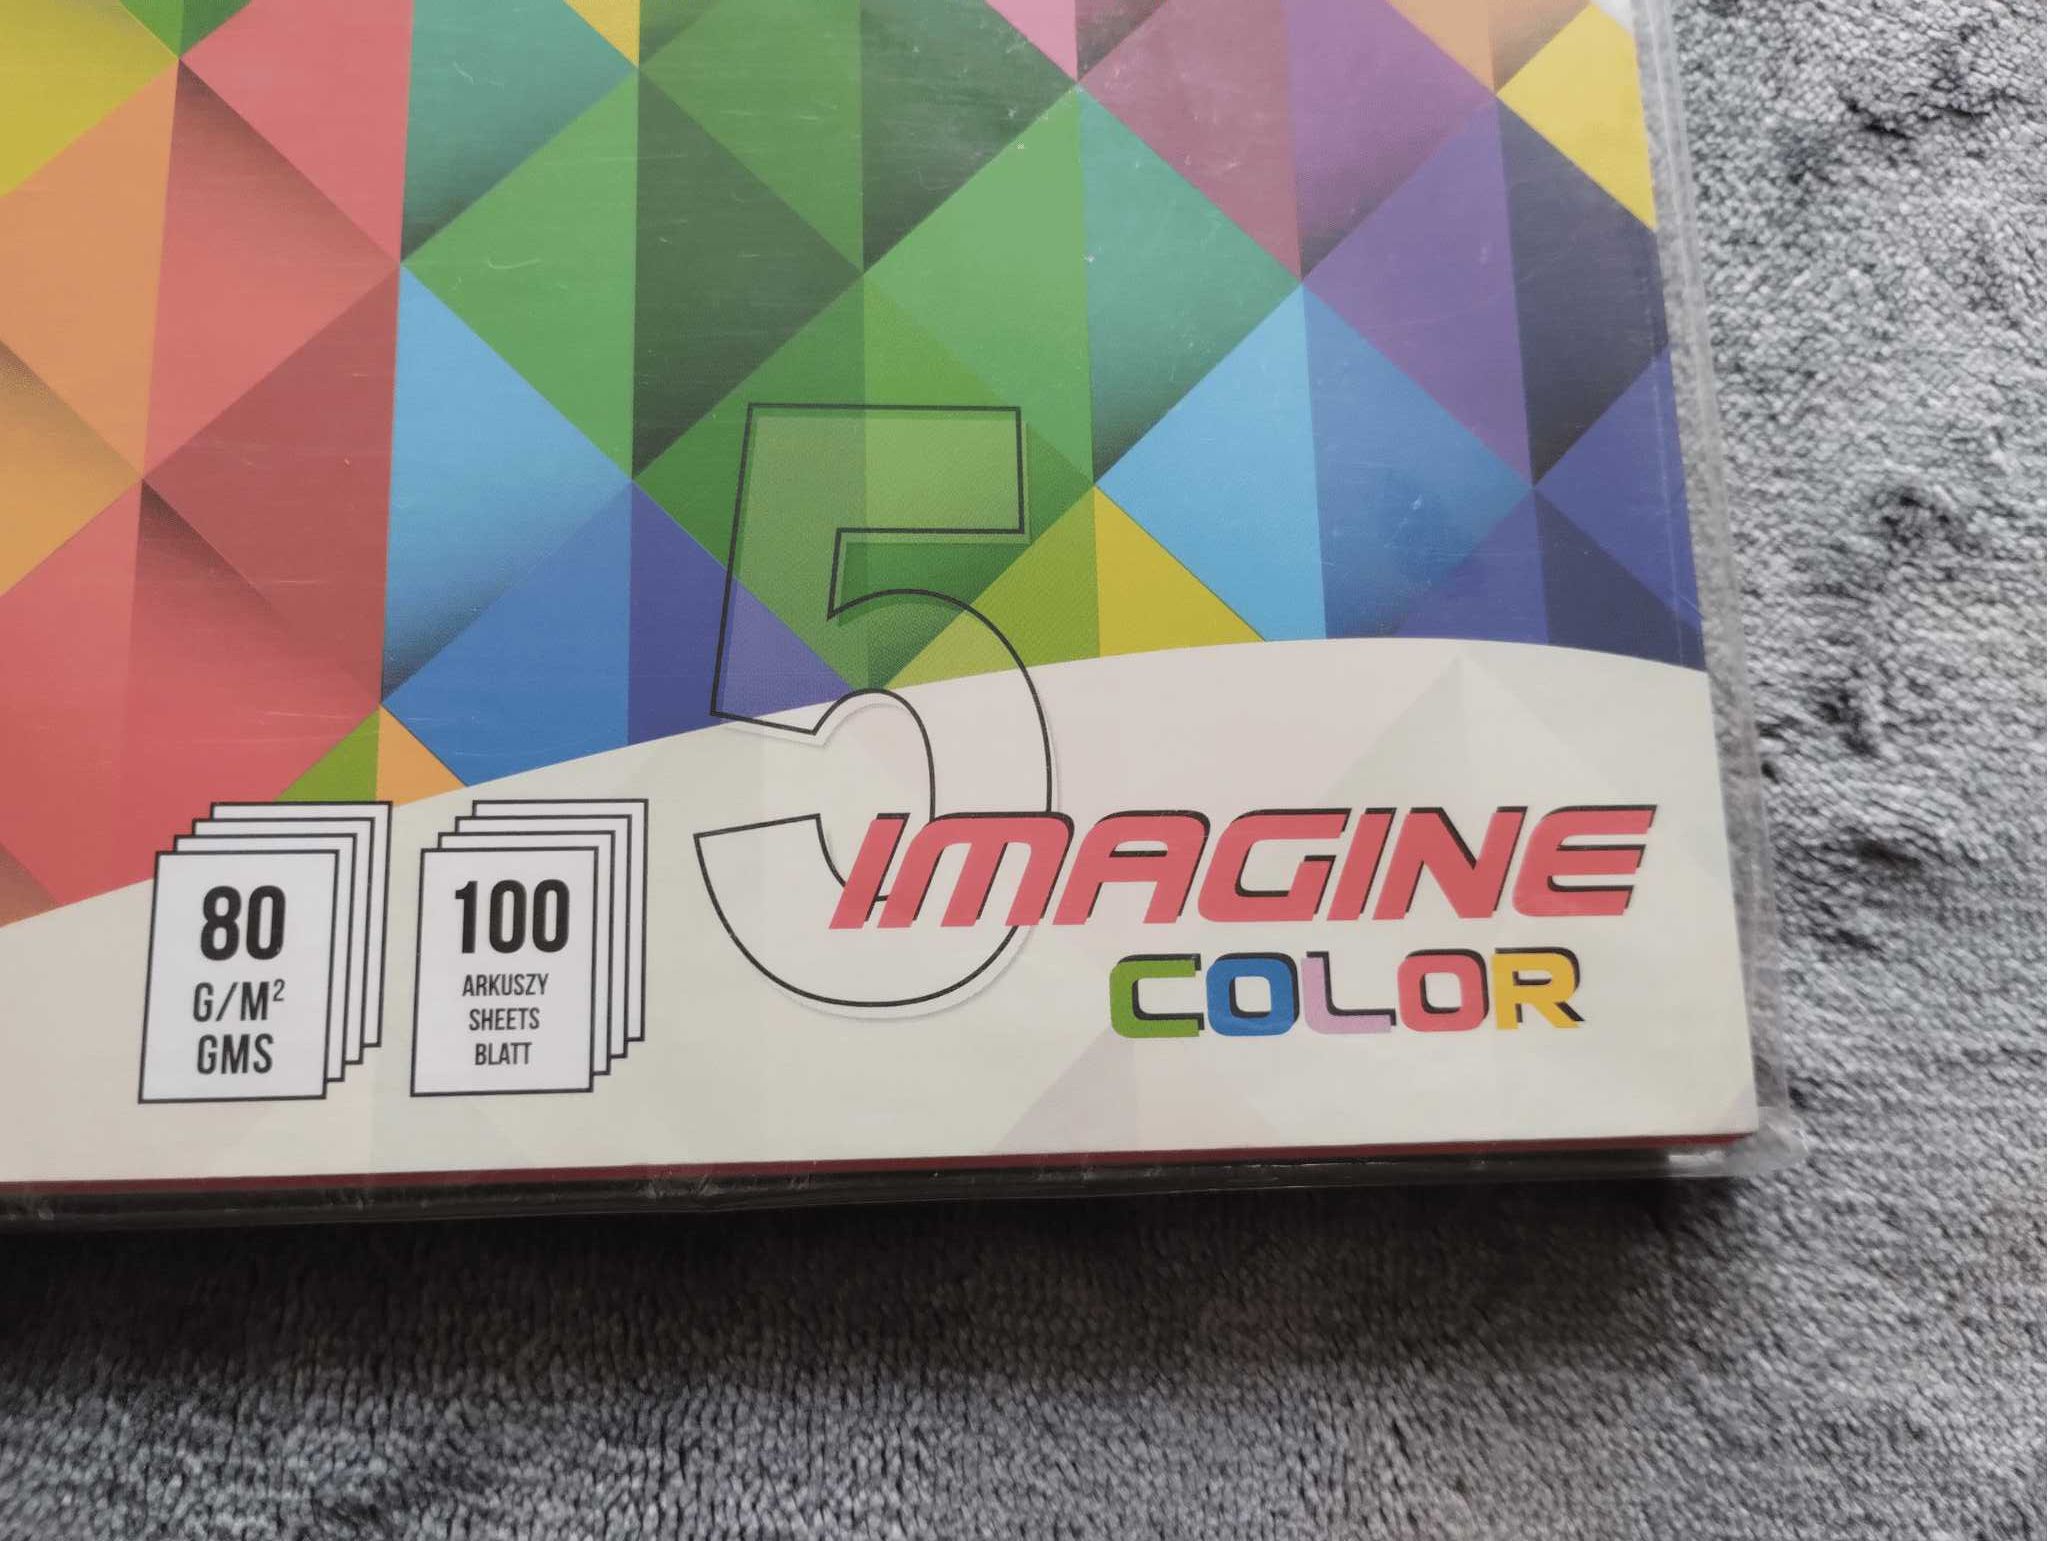 5
IMAGINE
COLOR
80
G/M²
GMS
100
ARKUSZY
SHEETS
BLATT